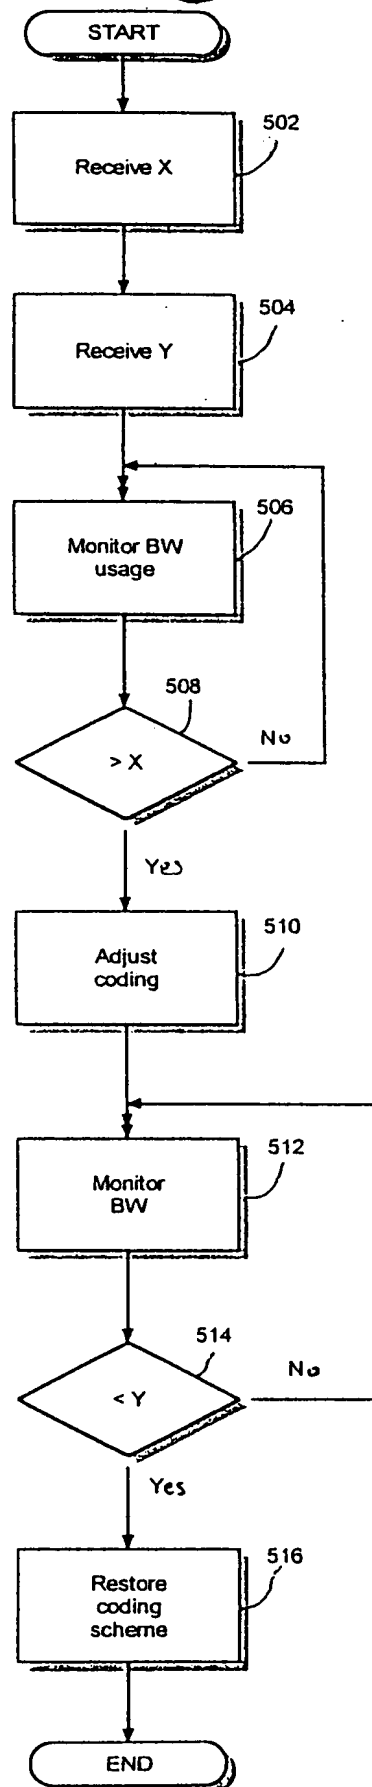 START
502
Receive X
504
Receive Y
506
Monitor BW
usage
508
> X
No
Yes
510
Adjust
coding
512
Monitor
BW
514
< Y
No
Yes
516
Restore
coding
scheme
END